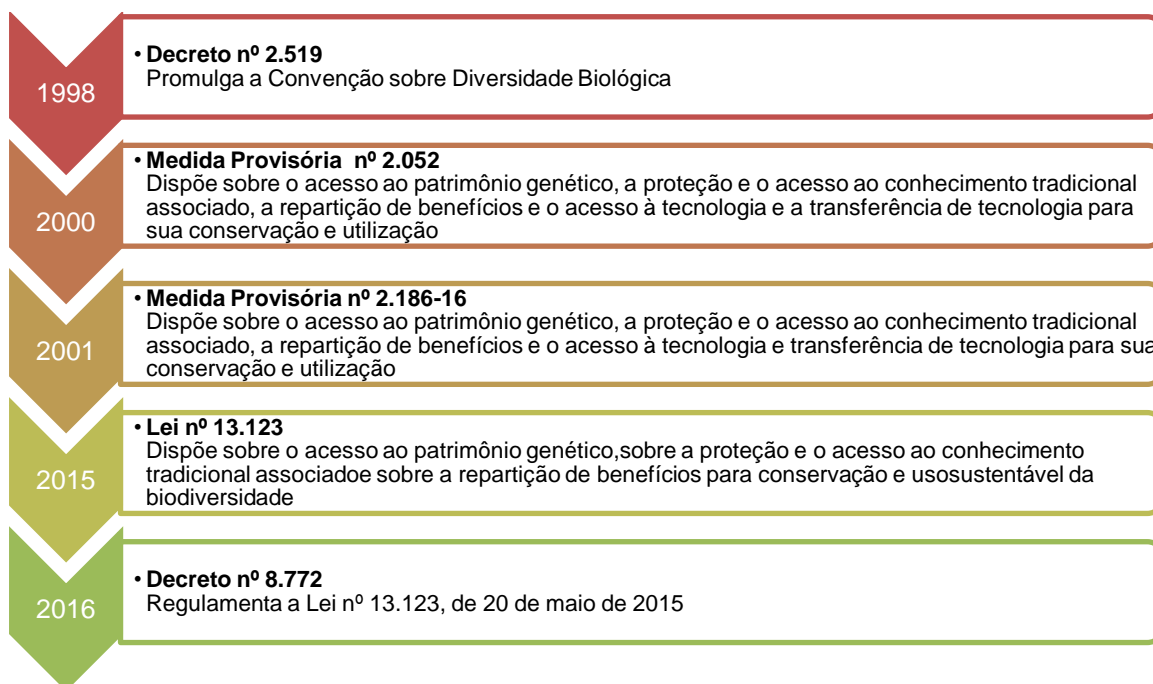 1998
• Decreto nº 2.519
Promulga a Convenção sobre Diversidade Biológica
2000
• Medida Provisória nº 2.052
Dispõe sobre o acesso ao patrimônio genético, a proteção e o acesso ao conhecimento tradicional
associado, a repartição de benefícios e o acesso à tecnologia e a transferência de tecnologia para
sua conservação e utilização
2001
• Medida Provisória nº 2.186-16
Dispõe sobre o acesso ao patrimônio genético, a proteção e o acesso ao conhecimento tradicional
associado, a repartição de benefícios e o acesso à tecnologia e transferência de tecnologia para sua
conservação e utilização
2015
• Lei nº 13.123
Dispõe sobre o acesso ao patrimônio genético,sobre a proteção e o acesso ao conhecimento
tradicional associadoe sobre a repartição de benefícios para conservação e usosustentável da
biodiversidade
2016
• Decreto nº 8.772
Regulamenta a Lei nº 13.123, de 20 de maio de 2015